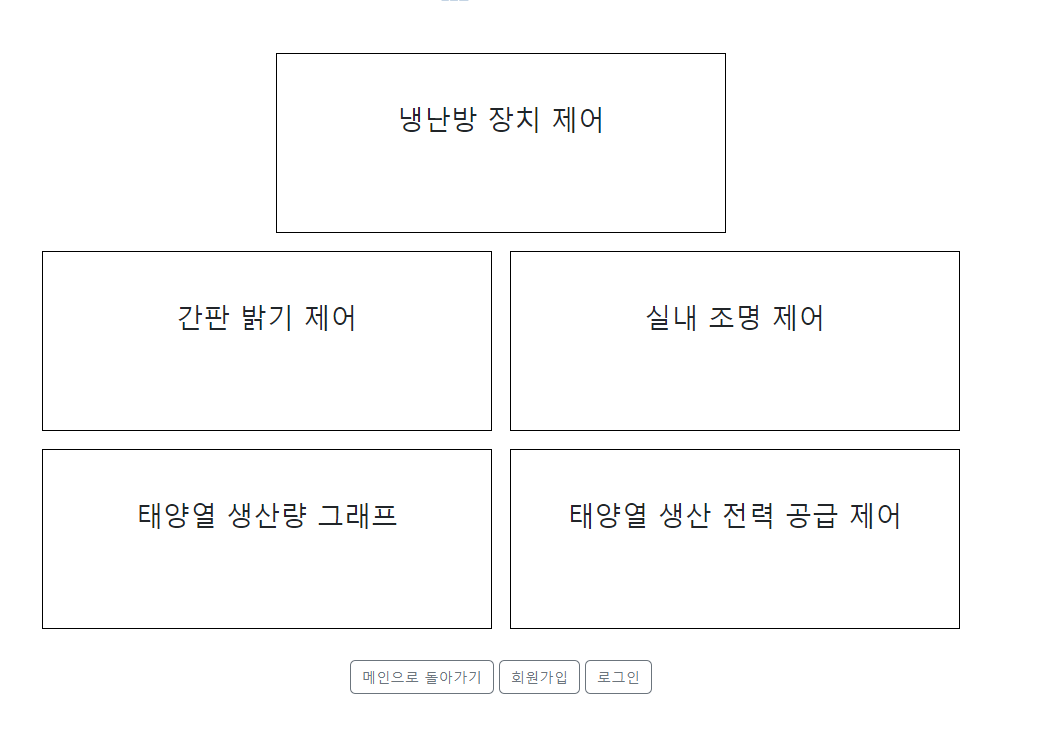 냉난방 장치 제어
간판 밝기 제어
실내 조명 제어
태양열 생산량 그래프
태양열 생산 전력 공급 제어
메인으로 돌아가기
회원가입
로그인